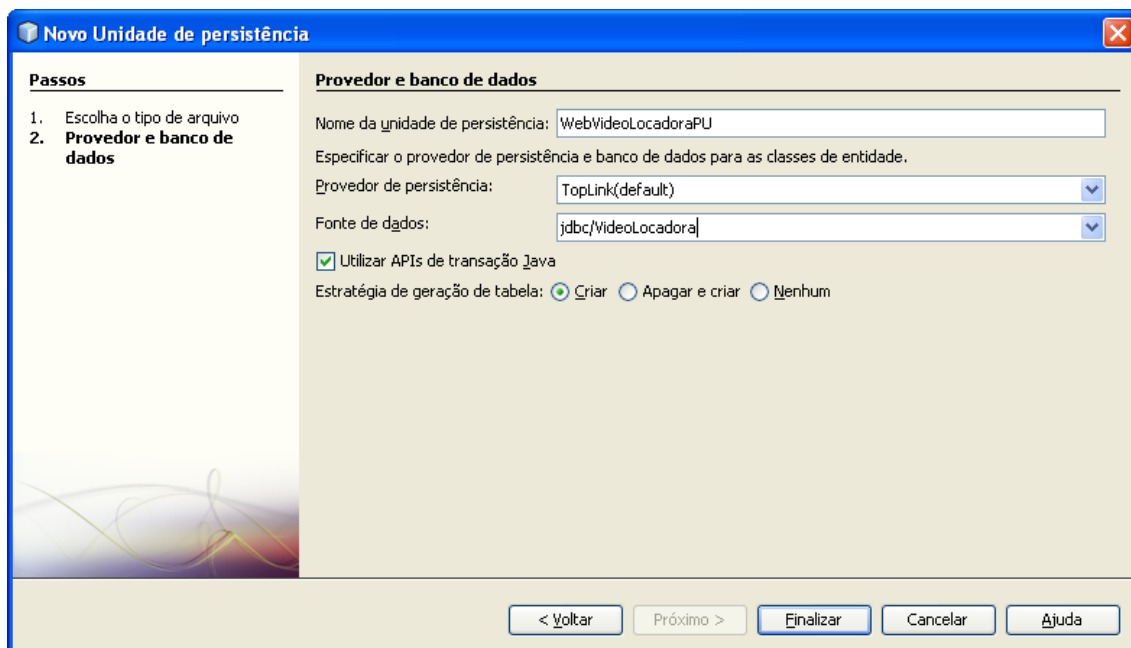 Novo Unidade de persistência
Passos
1. Escolha o tipo de arquivo
2. Provedor e banco de
dados
Provedor e banco de dados
Nome da unidade de persistência: WebVideoLocadoraPU
Especificar o provedor de persistência e banco de dados para as classes de entidade.
Provedor de persistência: TopLink(default)
Fonte de dados: jdbc/VideoLocadora
Utilizar APIs de transação Java
Estratégia de geração de tabela: Criar Apagar e criar Nenhum
< Voltar Próximo > Finalizar Cancelar Ajuda